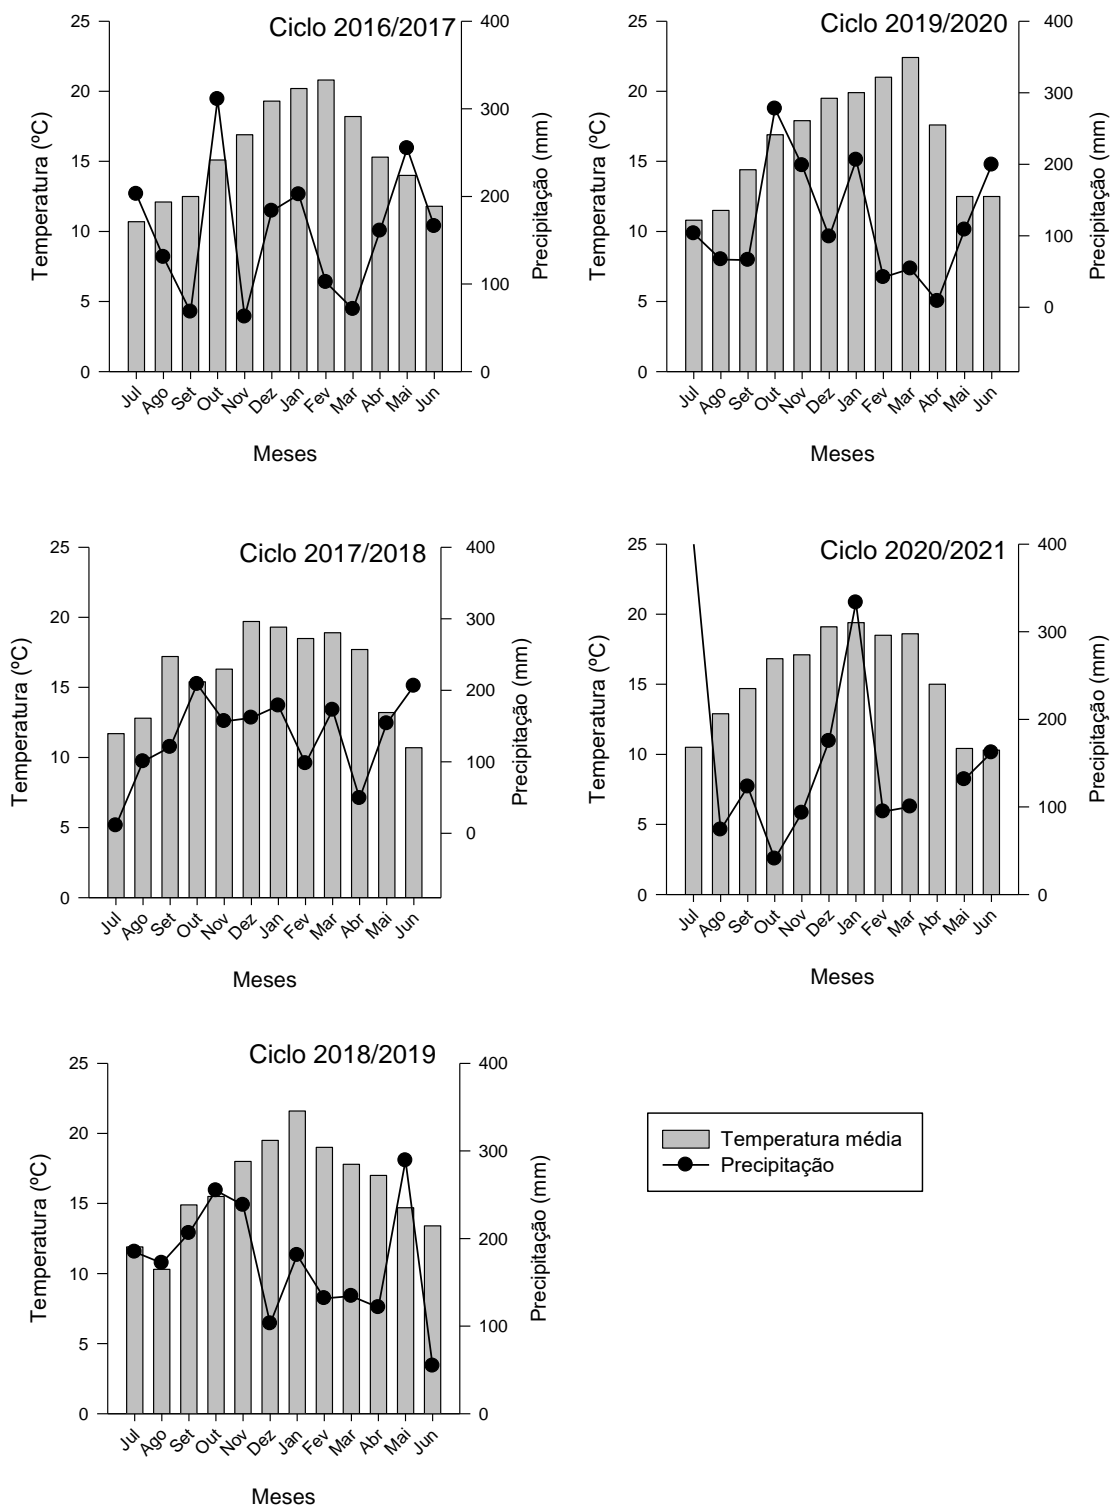 Ciclo 2016/2017
25
20
15
10
5
0
Temperatura (ºC)
400
300
200
100
0
Precipitação (mm)
Jul Ago Set Out Nov Dez Jan Fev Mar Abr Mai Jun
Meses
Ciclo 2019/2020
25
20
15
10
5
0
Temperatura (ºC)
400
300
200
100
0
Precipitação (mm)
Jul Ago Set Out Nov Dez Jan Fev Mar Abr Mai Jun
Meses
Ciclo 2017/2018
25
20
15
10
5
0
Temperatura (ºC)
400
300
200
100
0
Precipitação (mm)
Jul Ago Set Out Nov Dez Jan Fev Mar Abr Mai Jun
Meses
Ciclo 2020/2021
25
20
15
10
5
0
Temperatura (ºC)
400
300
200
100
0
Precipitação (mm)
Jul Ago Set Out Nov Dez Jan Fev Mar Abr Mai Jun
Meses
Ciclo 2018/2019
25
20
15
10
5
0
Temperatura (ºC)
400
300
200
100
0
Precipitação (mm)
Jul Ago Set Out Nov Dez Jan Fev Mar Abr Mai Jun
Meses
Temperatura média
Precipitação